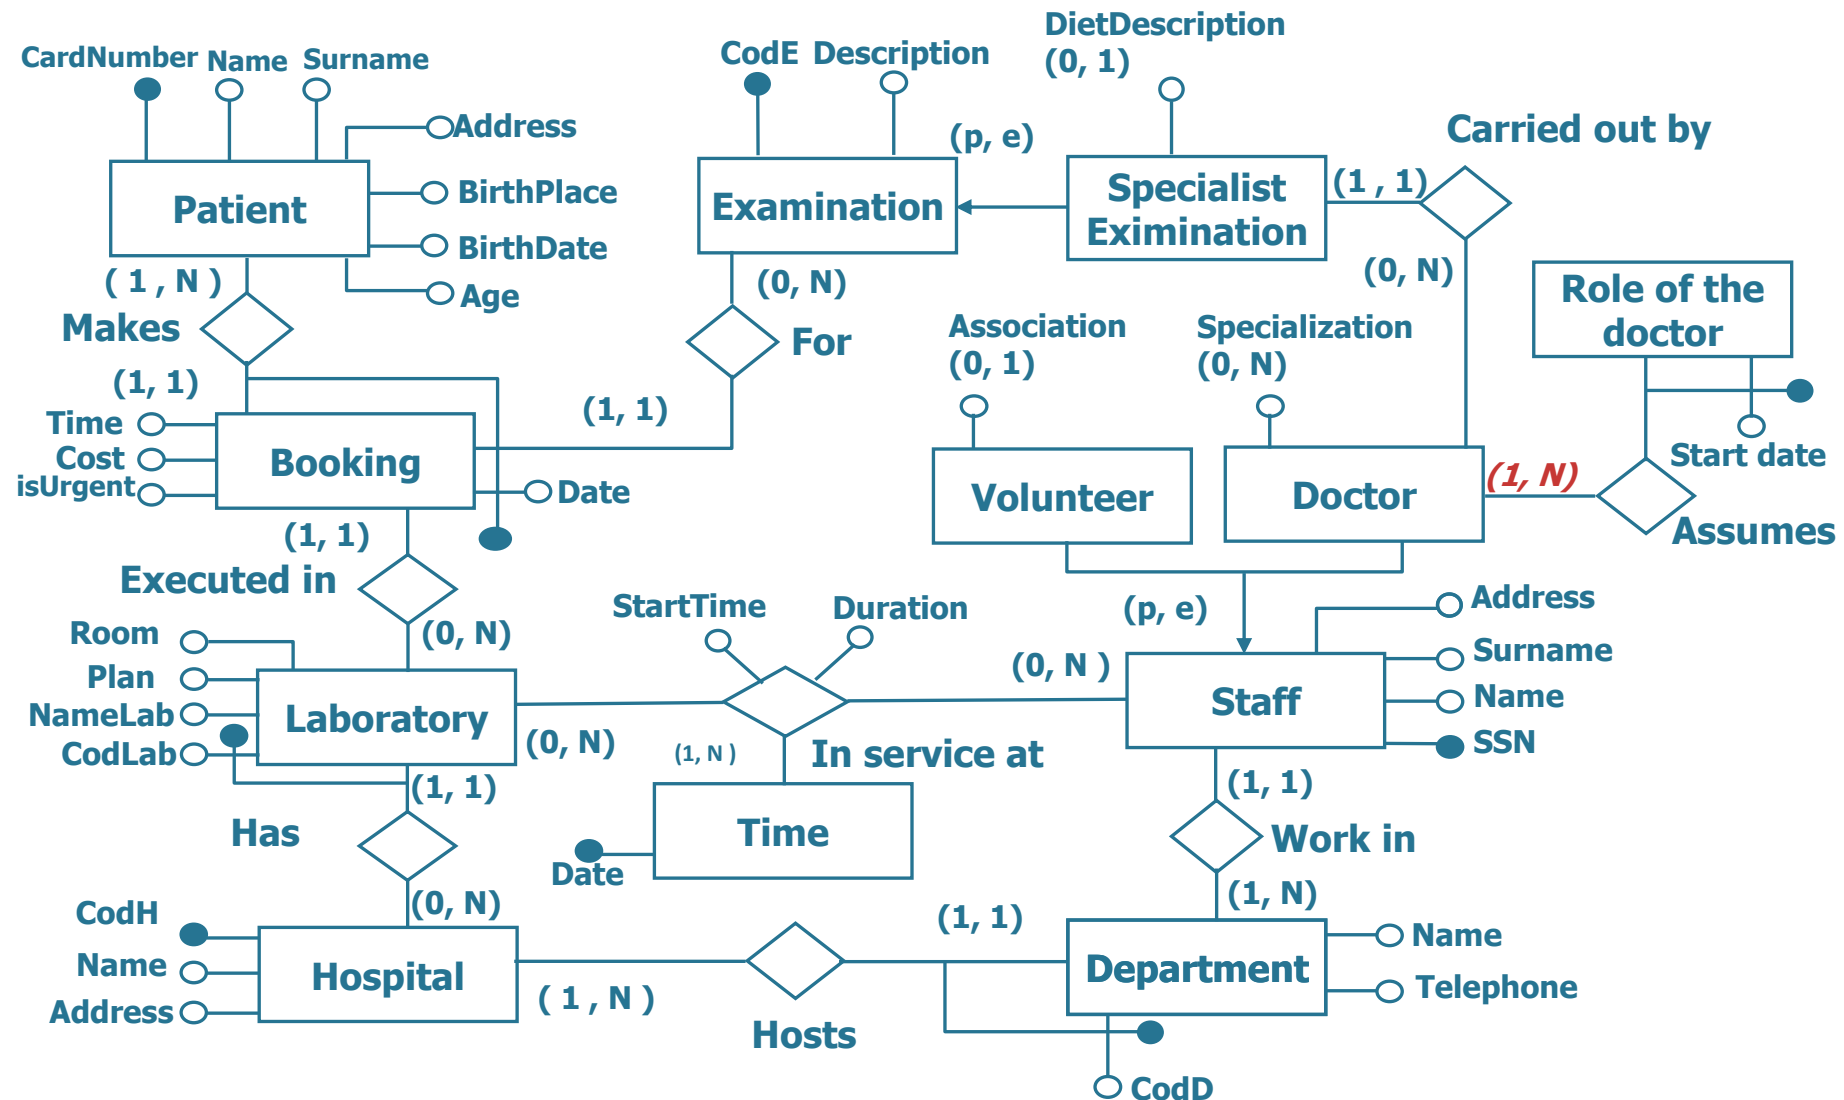 DietDescription
(0, 1)
CardNumber Name Surname
CodE Description
Address
(p, e)
Carried out by
Patient
BirthPlace
BirthDate
Age
Examination
Specialist
Eximination
(1 , 1)
( 1 , N )
(0, N)
(0, N)
Role of the
doctor
Makes
For
Association
(0, 1)
Specialization
(0, N)
(1, 1)
(1, 1)
Time
Cost
isUrgent
Booking
Date
Volunteer
Doctor
(1, N)
Start date
Assumes
(1, 1)
Executed in
(0, N)
StartTime
Duration
(p, e)
Address
Surname
Name
SSN
Room
Plan
NameLab
CodLab
Laboratory
(0, N )
Staff
(0, N)
(1, N )
In service at
(1, 1)
(1, 1)
Has
Time
Date
Work in
(0, N)
(1, N)
CodH
Name
Address
Hospital
( 1 , N )
(1, 1)
Hosts
Department
Name
Telephone
CodD